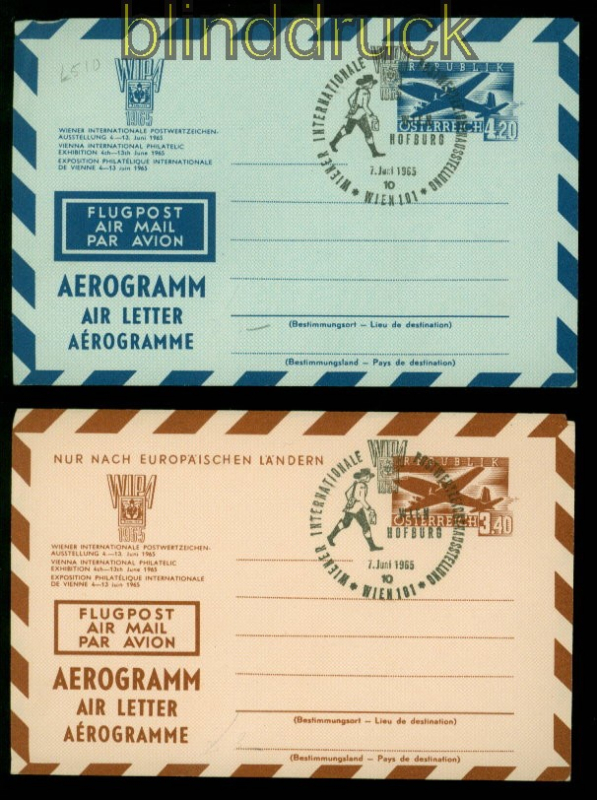 blinddruck
L510
WIPA
1965
WIENER INTERNATIONALE POSTWERTZEICHEN-
AUSSTELLUNG 4.—13. Juni 1965
VIENNA INTERNATIONAL PHILATELIC
EXHIBITION 4th—13th June 1965
EXPOSITION PHILATÉLIQUE INTERNATIONALE
DE VIENNE 4—13 juin 1965
REPUBLIK
ÖSTERREICH 4.20
WIENER INTERNATIONALE WIPA 1965 POSTWERTZEICHENAUSSTELLUNG
WIEN
HOFBURG
7. Juni 1965
10
* WIEN 101 *
FLUGPOST
AIR MAIL
PAR AVION
AEROGRAMM
AIR LETTER
AÉROGRAMME
(Bestimmungsort — Lieu de destination)
(Bestimmungsland — Pays de destination)
NUR NACH EUROPÄISCHEN LÄNDERN
WIPA
1965
WIENER INTERNATIONALE POSTWERTZEICHEN-
AUSSTELLUNG 4.—13. Juni 1965
VIENNA INTERNATIONAL PHILATELIC
EXHIBITION 4th—13th June 1965
EXPOSITION PHILATÉLIQUE INTERNATIONALE
DE VIENNE 4—13 juin 1965
REPUBLIK
ÖSTERREICH 3.40
WIENER INTERNATIONALE WIPA 1965 POSTWERTZEICHENAUSSTELLUNG
WIEN
HOFBURG
7. Juni 1965
10
* WIEN 101 *
FLUGPOST
AIR MAIL
PAR AVION
AEROGRAMM
AIR LETTER
AÉROGRAMME
(Bestimmungsort — Lieu de destination)
(Bestimmungsland — Pays de destination)